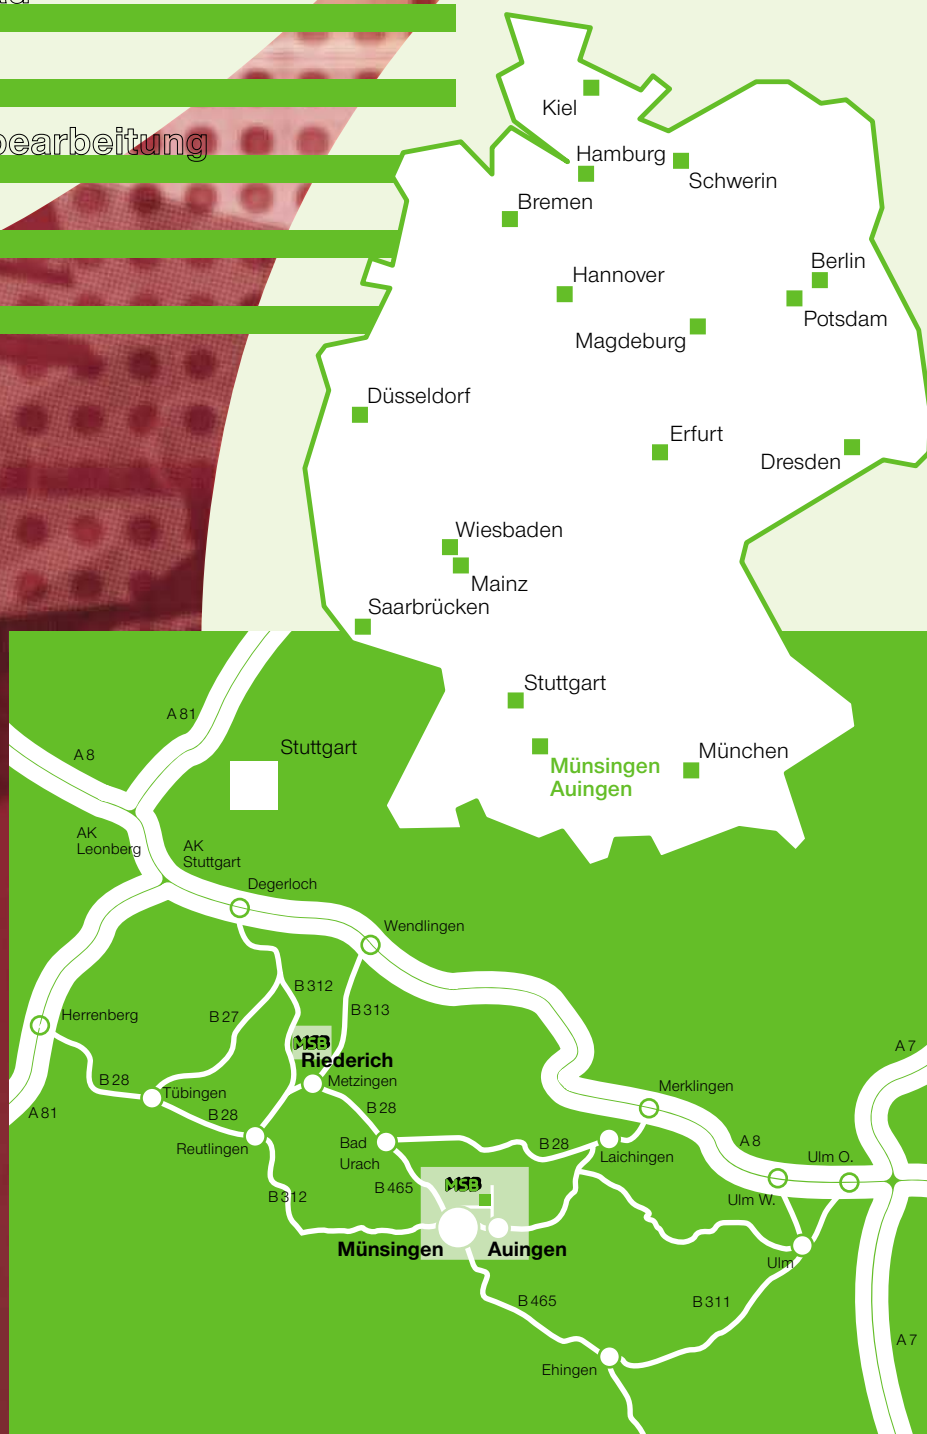 bearbeitung
Kiel
Hamburg
Schwerin
Bremen
Berlin
Hannover
Potsdam
Magdeburg
Düsseldorf
Erfurt
Dresden
Wiesbaden
Mainz
Saarbrücken
Stuttgart
München
Münsingen
Auingen
A 81
Stuttgart
A 8
AK
Leonberg
AK
Stuttgart
Degerloch
Wendlingen
B 312
B 313
Herrenberg
B 27
MSB
Riederich
A 7
B 28
Metzingen
Merklingen
Tübingen
A 81
B 28
B 28
Reutlingen
Bad
Urach
B 28
A 8
Laichingen
Ulm O.
B 312
B 465
MSB
Ulm W.
Münsingen
Auingen
Ulm
B 465
B 311
A 7
Ehingen